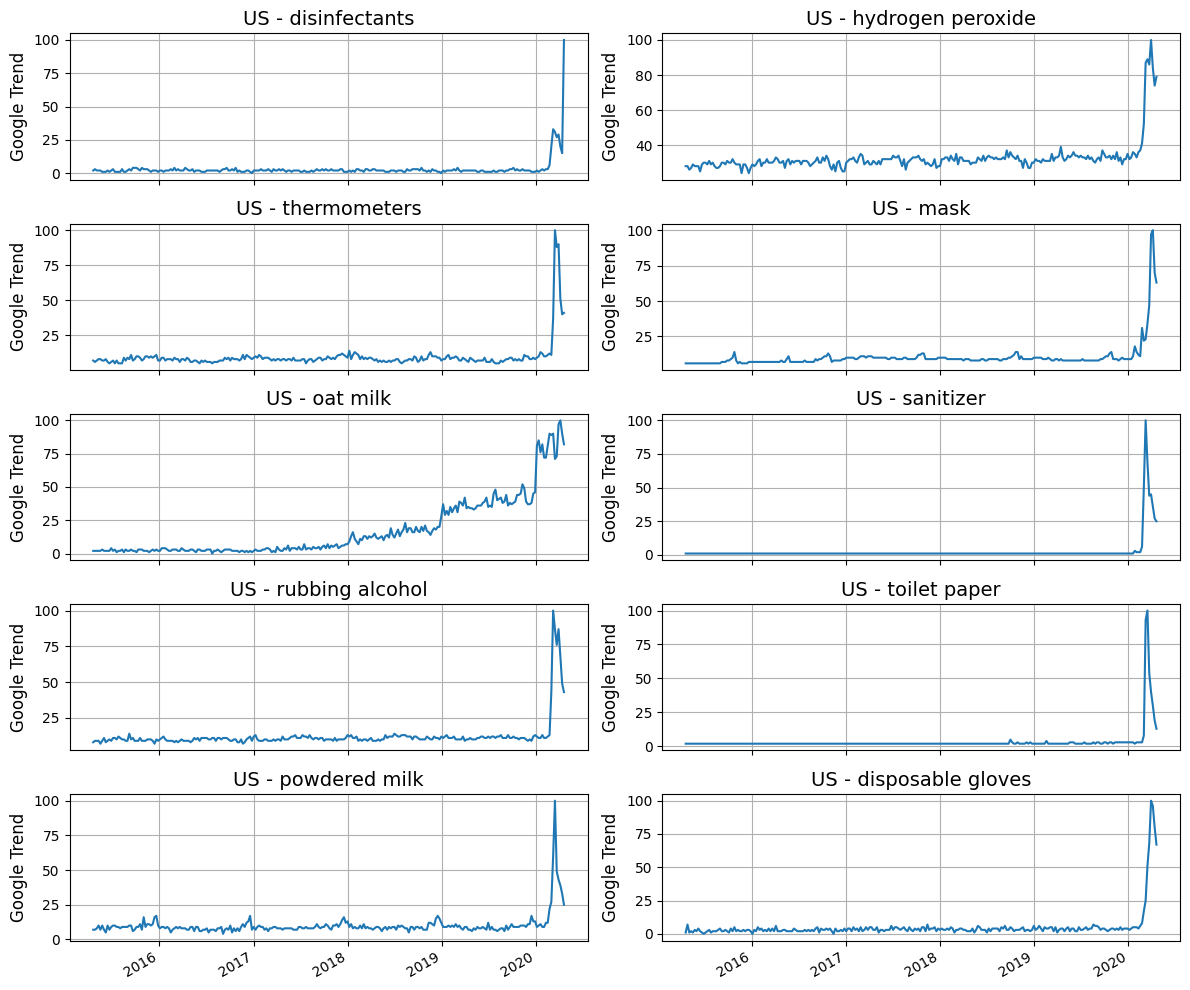 US - disinfectants
Google Trend
100
75
50
25
0
US - hydrogen peroxide
Google Trend
100
80
60
40
US - thermometers
Google Trend
100
75
50
25
US - mask
Google Trend
100
75
50
25
US - oat milk
Google Trend
100
75
50
25
0
US - sanitizer
Google Trend
100
75
50
25
0
US - rubbing alcohol
Google Trend
100
75
50
25
US - toilet paper
Google Trend
100
75
50
25
0
US - powdered milk
Google Trend
100
75
50
25
0
2016 2017 2018 2019 2020
US - disposable gloves
Google Trend
100
75
50
25
0
2016 2017 2018 2019 2020